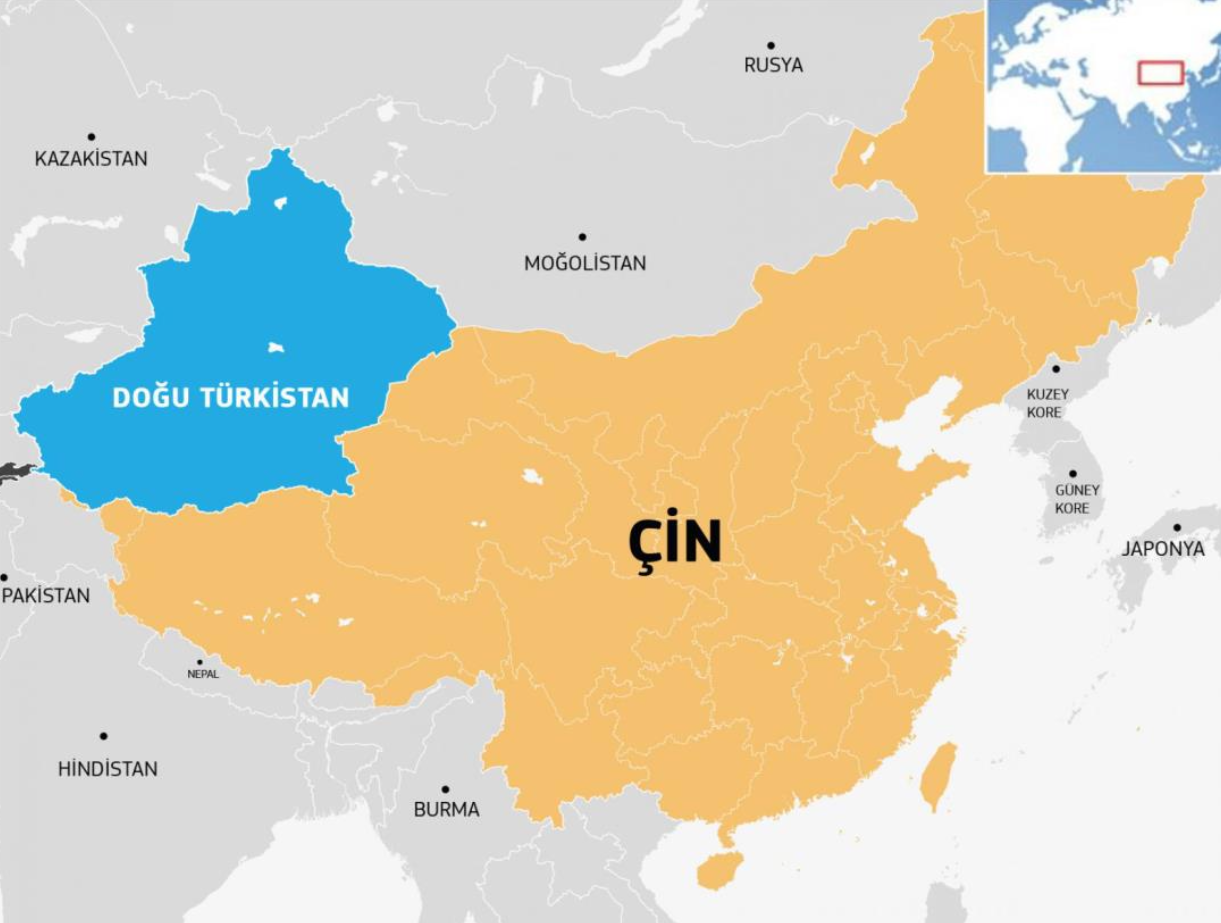 RUSYA
KAZAKİSTAN
MOĞOLİSTAN
DOĞU TÜRKİSTAN
KUZEY
KORE
GÜNEY
KORE
ÇİN
JAPONYA
PAKİSTAN
NEPAL
HİNDİSTAN
BURMA